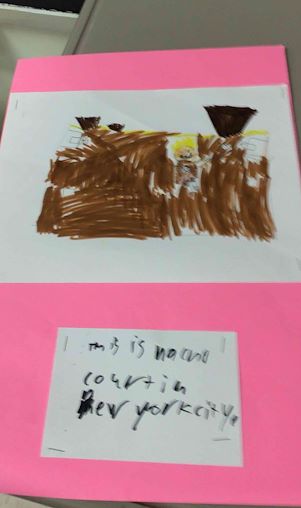 This is nacho
court in
New york city.